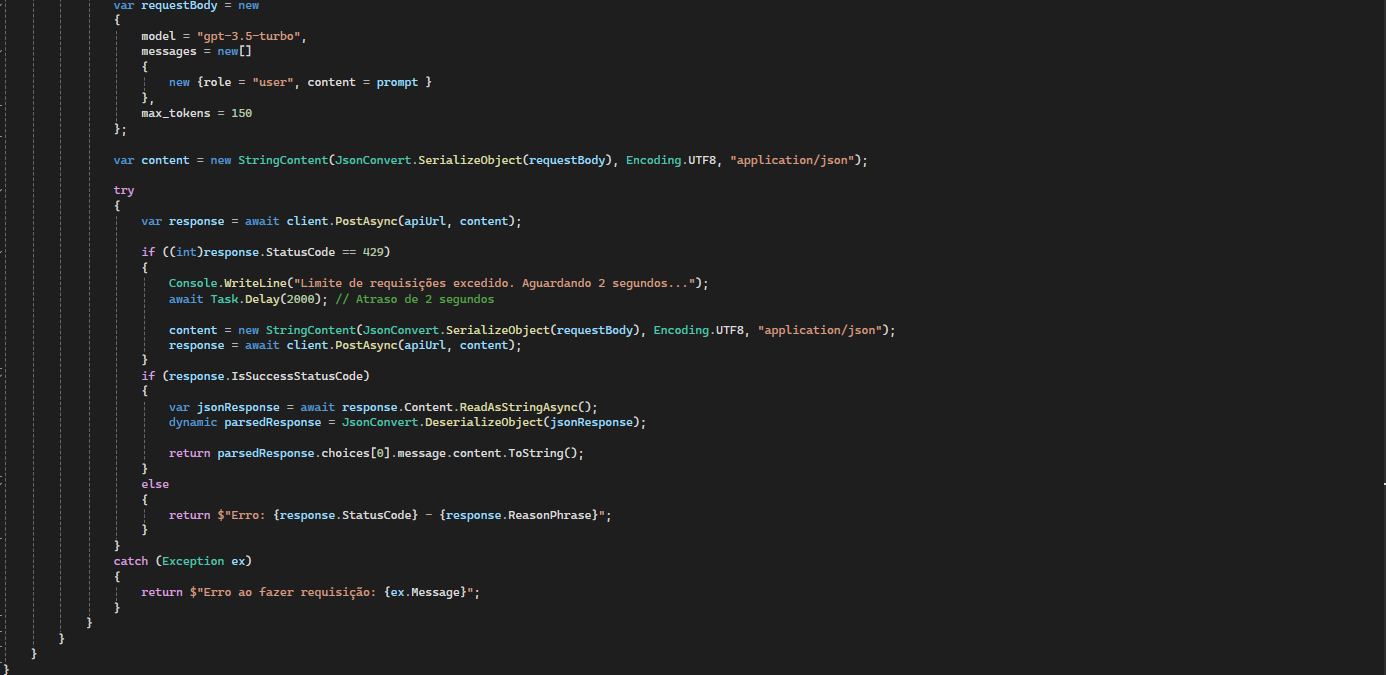 var requestBody = new
{
model = "gpt-3.5-turbo",
messages = new[]
{
new {role = "user", content = prompt }
},
max_tokens = 150
};
var content = new StringContent(JsonConvert.SerializeObject(requestBody), Encoding.UTF8, "application/json");
try
{
var response = await client.PostAsync(apiUrl, content);
if ((int)response.StatusCode == 429)
{
Console.WriteLine("Limite de requisições excedido. Aguardando 2 segundos...");
await Task.Delay(2000); // Atraso de 2 segundos
content = new StringContent(JsonConvert.SerializeObject(requestBody), Encoding.UTF8, "application/json");
response = await client.PostAsync(apiUrl, content);
}
if (response.IsSuccessStatusCode)
{
var jsonResponse = await response.Content.ReadAsStringAsync();
dynamic parsedResponse = JsonConvert.DeserializeObject(jsonResponse);
return parsedResponse.choices[0].message.content.ToString();
}
else
{
return $"Erro: {response.StatusCode} - {response.ReasonPhrase}";
}
}
catch (Exception ex)
{
return $"Erro ao fazer requisição: {ex.Message}";
}
}
}
}
}